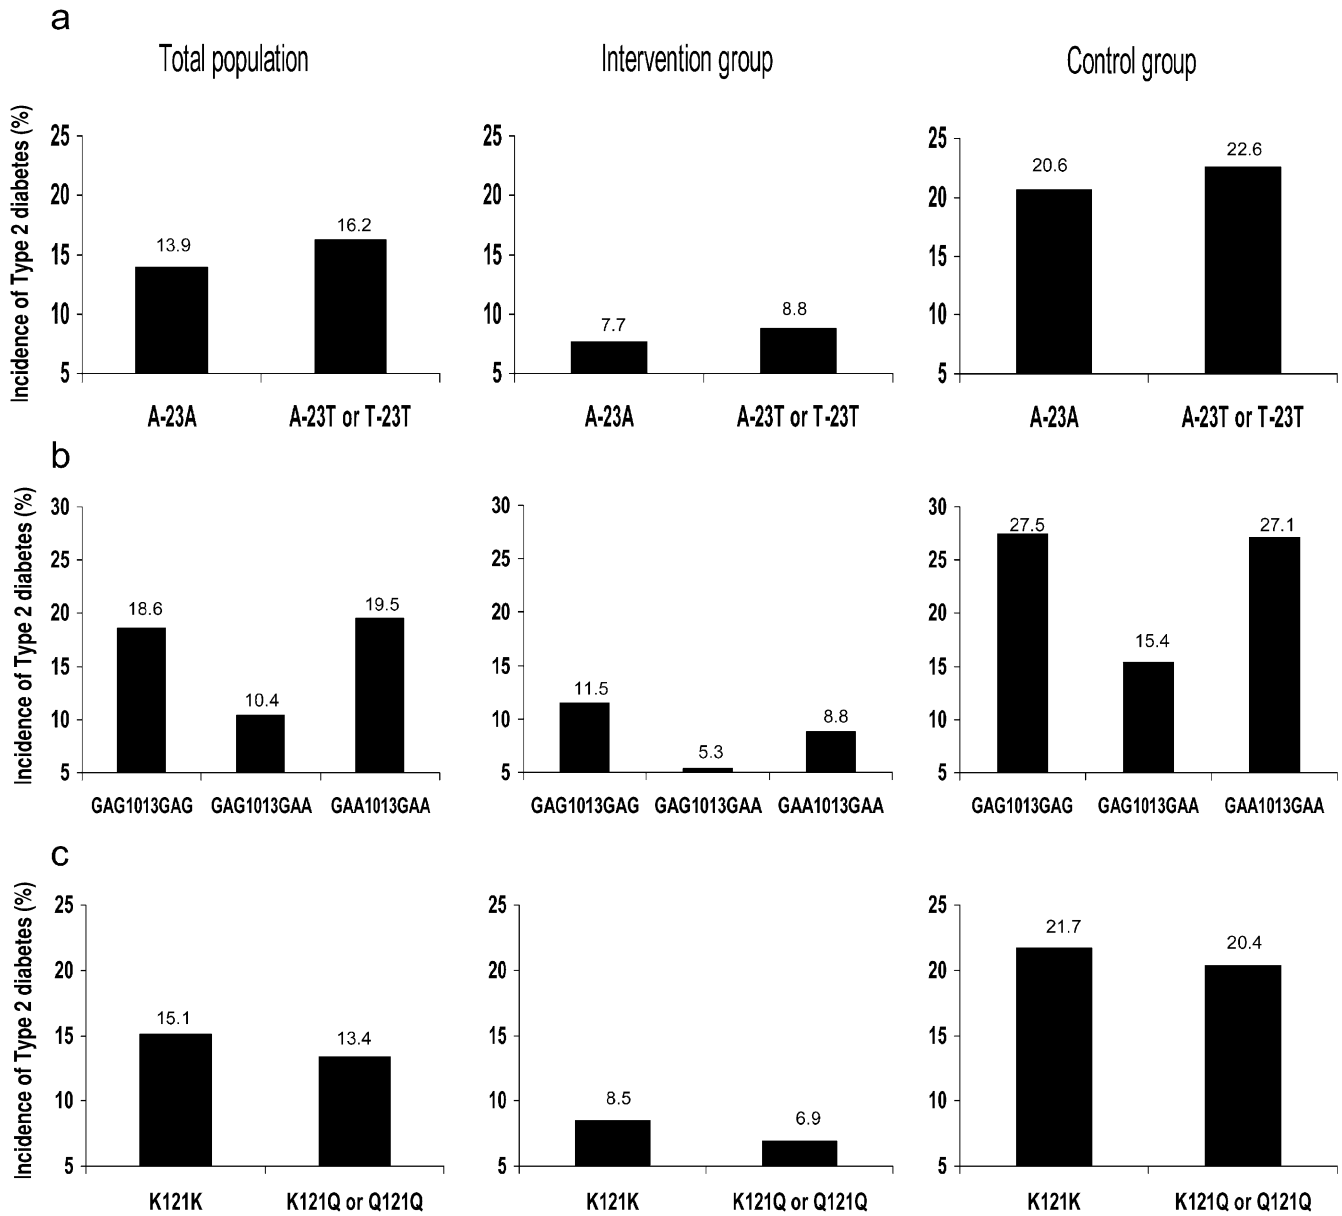 a
Total population
Intervention group
Control group
Incidence of Type 2 diabetes (%)
25
20
15
10
5
13.9
16.2
A-23A
A-23T or T-23T
25
20
15
10
5
7.7
8.8
A-23A
A-23T or T-23T
25
20
15
10
5
20.6
22.6
A-23A
A-23T or T-23T
b
Incidence of Type 2 diabetes (%)
30
25
20
15
10
5
18.6
10.4
19.5
GAG1013GAG GAG1013GAA GAA1013GAA
30
25
20
15
10
5
11.5
5.3
8.8
GAG1013GAG GAG1013GAA GAA1013GAA
30
25
20
15
10
5
27.5
15.4
27.1
GAG1013GAG GAG1013GAA GAA1013GAA
c
Incidence of Type 2 diabetes (%)
25
20
15
10
5
15.1
13.4
K121K
K121Q or Q121Q
25
20
15
10
5
8.5
6.9
K121K
K121Q or Q121Q
25
20
15
10
5
21.7
20.4
K121K
K121Q or Q121Q